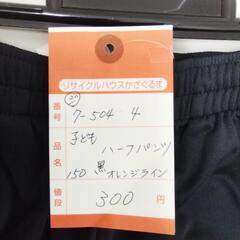 リサイクルハウスかざぐるま
番号 ⑳ 7-504 4
品名 子ども ハーフパンツ
150 黒 オレンジライン
値段 300 円